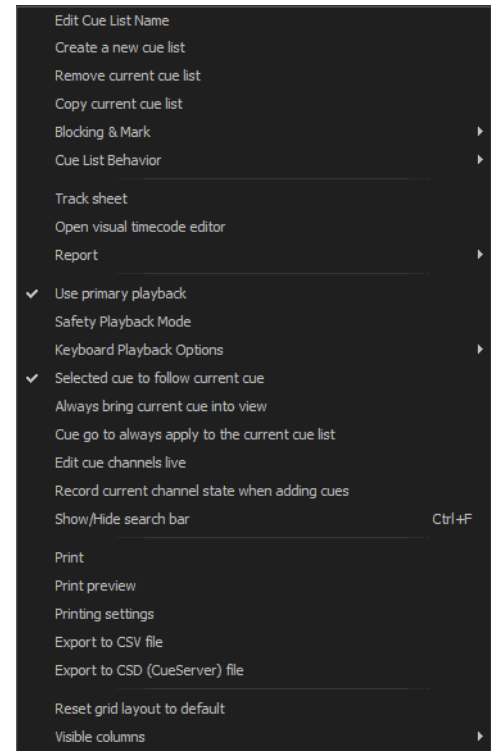 Edit Cue List Name
Create a new cue list
Remove current cue list
Copy current cue list
Blocking & Mark
Cue List Behavior
Track sheet
Open visual timecode editor
Report
Use primary playback
Safety Playback Mode
Keyboard Playback Options
Selected cue to follow current cue
Always bring current cue into view
Cue go to always apply to the current cue list
Edit cue channels live
Record current channel state when adding cues
Show/Hide search bar Ctrl+F
Print
Print preview
Printing settings
Export to CSV file
Export to CSD (CueServer) file
Reset grid layout to default
Visible columns